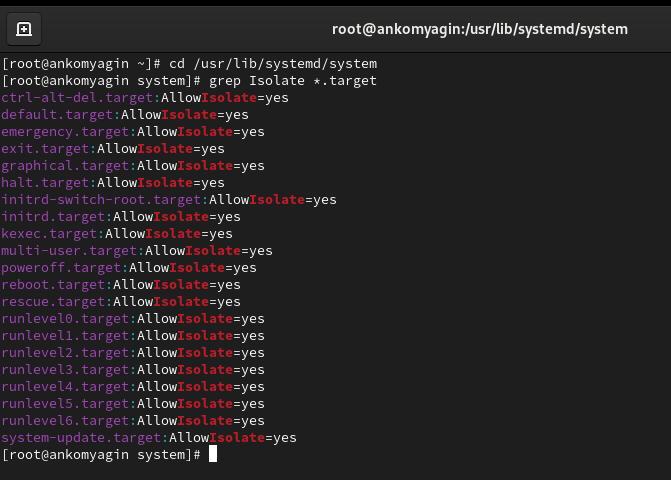 root@ankomyagin:/usr/lib/systemd/system
[root@ankomyagin ~]# cd /usr/lib/systemd/system
[root@ankomyagin system]# grep Isolate *.target
ctrl-alt-del.target:AllowIsolate=yes
default.target:AllowIsolate=yes
emergency.target:AllowIsolate=yes
exit.target:AllowIsolate=yes
graphical.target:AllowIsolate=yes
halt.target:AllowIsolate=yes
initrd-switch-root.target:AllowIsolate=yes
initrd.target:AllowIsolate=yes
kexec.target:AllowIsolate=yes
multi-user.target:AllowIsolate=yes
poweroff.target:AllowIsolate=yes
reboot.target:AllowIsolate=yes
rescue.target:AllowIsolate=yes
runlevel0.target:AllowIsolate=yes
runlevel1.target:AllowIsolate=yes
runlevel2.target:AllowIsolate=yes
runlevel3.target:AllowIsolate=yes
runlevel4.target:AllowIsolate=yes
runlevel5.target:AllowIsolate=yes
runlevel6.target:AllowIsolate=yes
system-update.target:AllowIsolate=yes
[root@ankomyagin system]#